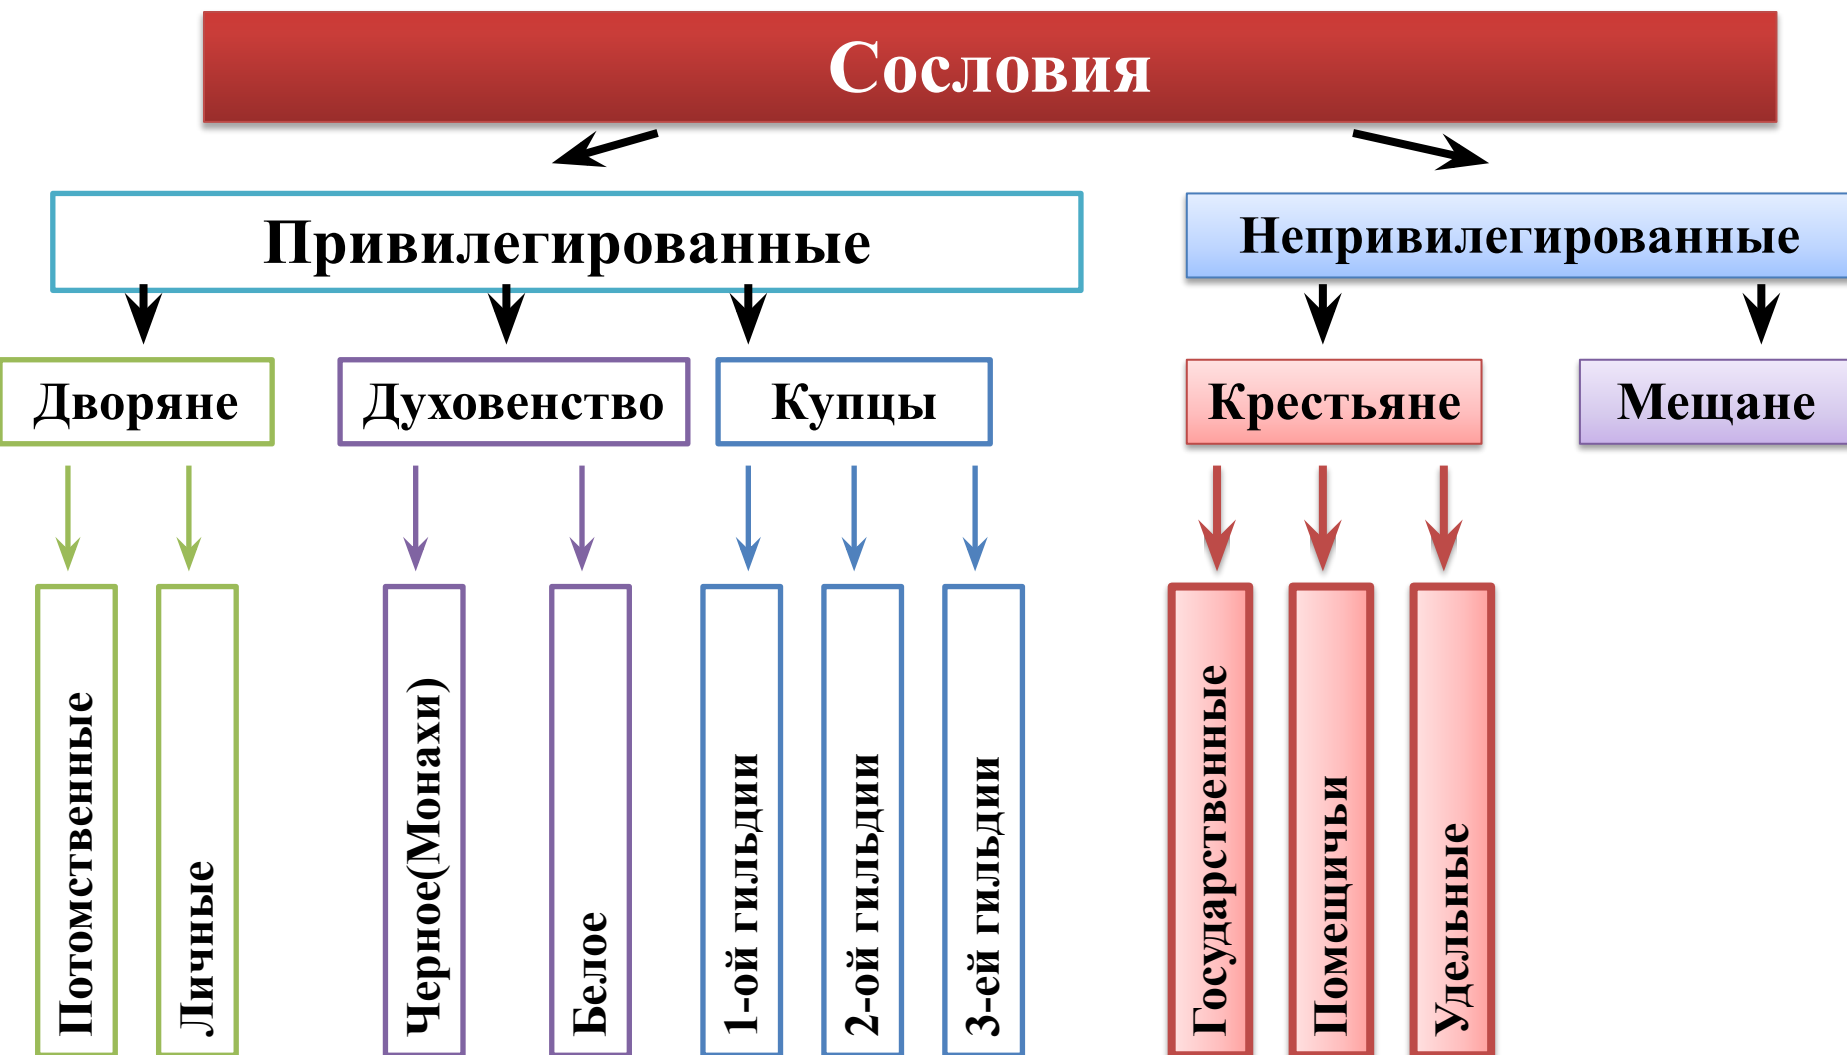 Сословия
Привилегированные
Непривилегированные
Дворяне
Духовенство
Купцы
Крестьяне
Мещане
Потомственные
Личные
Черное(Монахи)
Белое
1-ой гильдии
2-ой гильдии
3-ей гильдии
Государственные
Помещичьи
Удельные